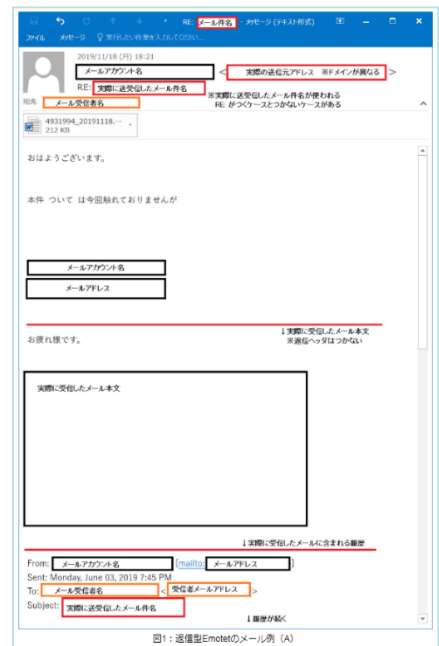 RE: メール件名 - メッセージ (テキスト形式)
ファイル メッセージ 実行したい作業を入力してください...
2019/11/18 (月) 18:21
メールアカウント名 < 実際の送信元アドレス ※ドメインが異なる >
RE: 実際に送受信したメール件名
※実際に送受信したメール件名が使われる
RE: がつくケースとつかないケースがある
宛先 メール受信者名
4931994_20191118....
212 KB
おはようございます。
本件 ついて は今回触れておりませんが
メールアカウント名
メールアドレス
↓実際に受信したメール本文
※返信ヘッダはつかない
お疲れ様です。
実際に受信したメール本文
↓実際に受信したメールに含まれる履歴
From: メールアカウント名 [mailto: メールアドレス ]
Sent: Monday, June 03, 2019 7:45 PM
To: メール受信者名 < 受信者メールアドレス >
Subject: 実際に送受信したメール件名
↓履歴が続く
図1：返信型Emotetのメール例（A）